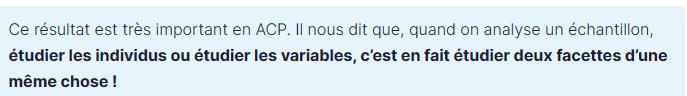 Ce résultat est très important en ACP. Il nous dit que, quand on analyse un échantillon,
étudier les individus ou étudier les variables, c’est en fait étudier deux facettes d’une
même chose !